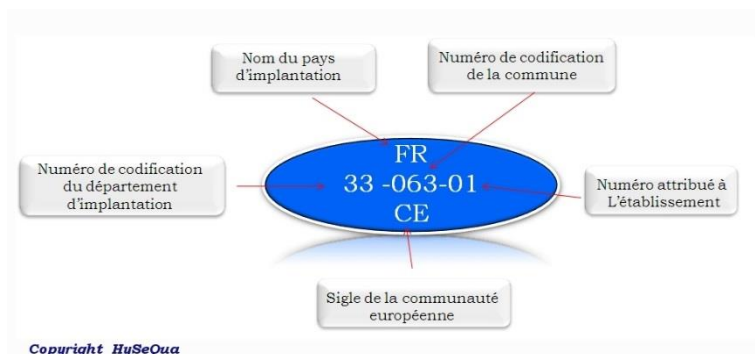 Nom du pays
d'implantation
Numéro de codification
de la commune
Numéro de codification
du département
d'implantation
FR
33 -063-01
CE
Numéro attribué à
L'établissement
Sigle de la communauté
européenne
Copyright HySeQua